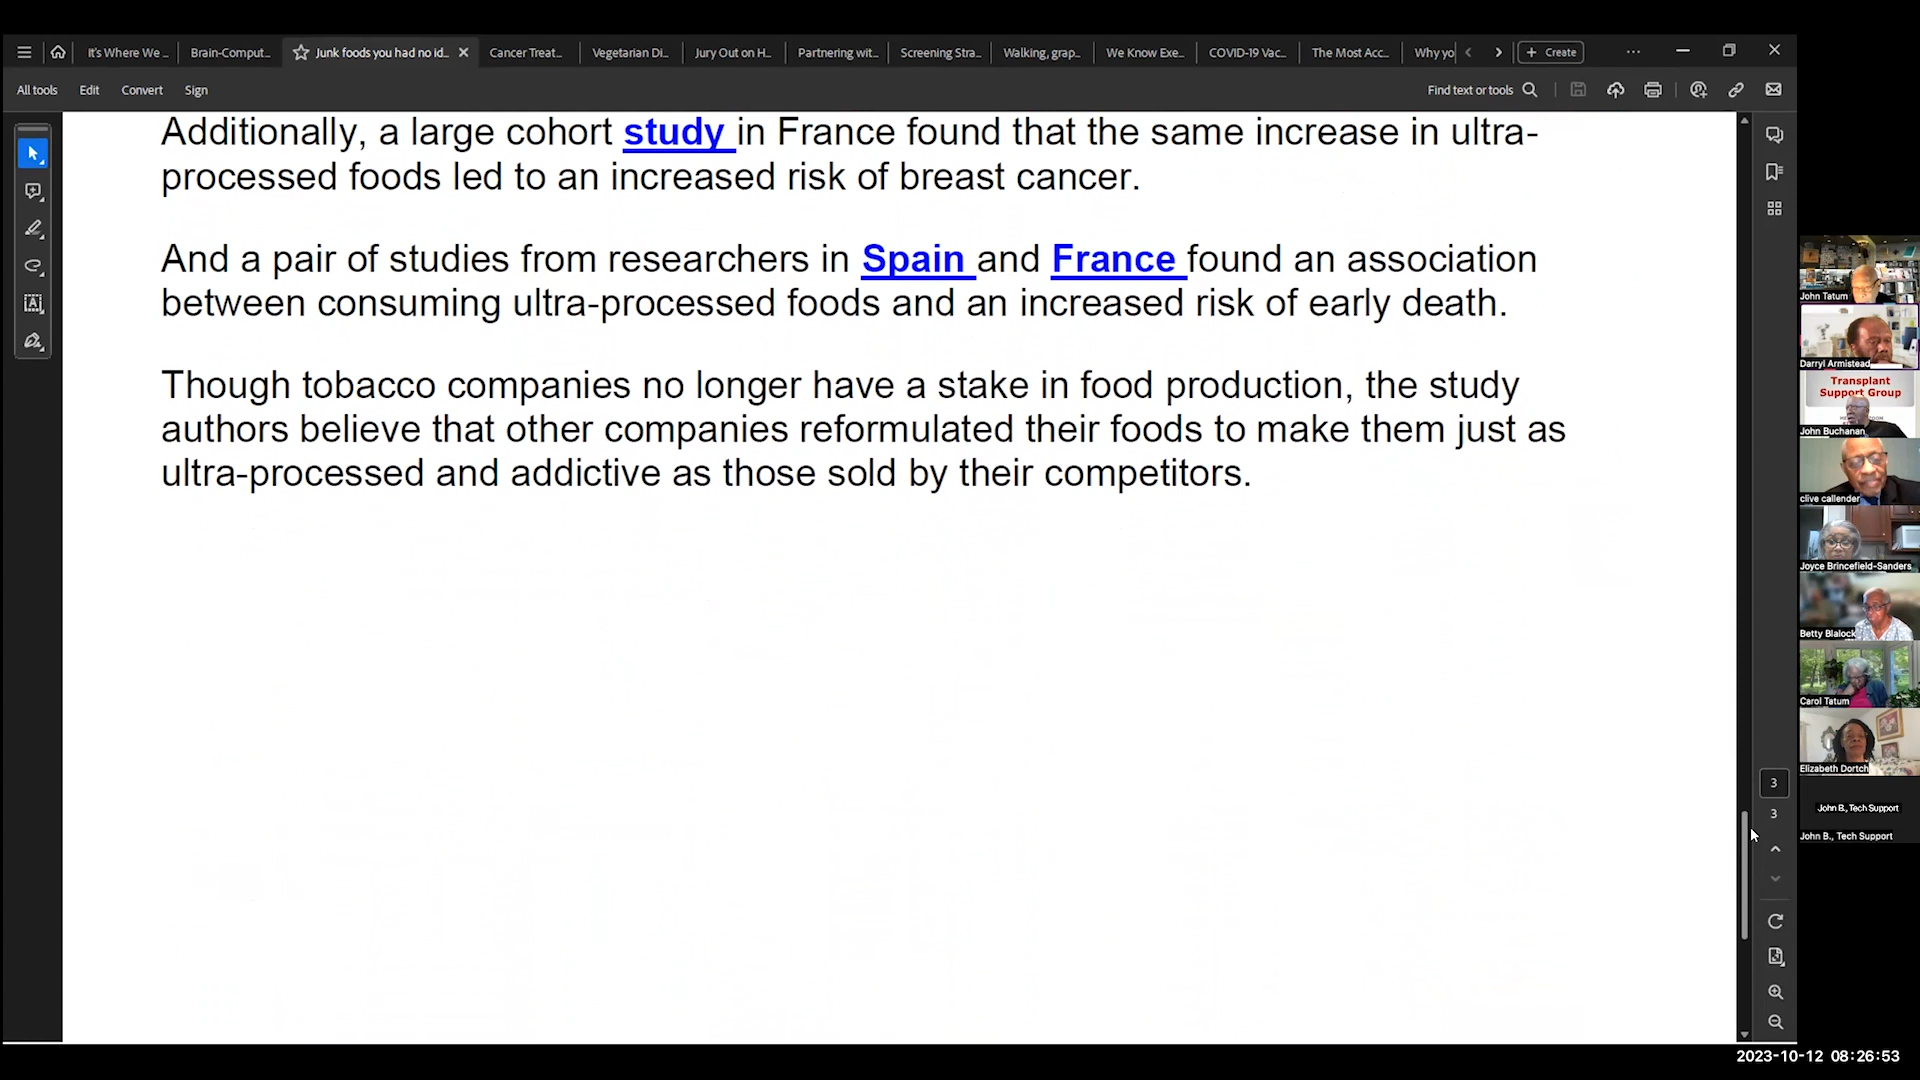 It's Where We ...
Brain-Comput...
Junk foods you had no id...
Cancer Treat...
Vegetarian Di...
Jury Out on H...
Partnering wit...
Screening Stra...
Walking, grap...
We Know Exe...
COVID-19 Vac...
The Most Acc...
Why yo
Create
All tools
Edit
Convert
Sign
Find text or tools
Additionally, a large cohort study in France found that the same increase in ultra-
processed foods led to an increased risk of breast cancer.
And a pair of studies from researchers in Spain and France found an association
between consuming ultra-processed foods and an increased risk of early death.
Though tobacco companies no longer have a stake in food production, the study
authors believe that other companies reformulated their foods to make them just as
ultra-processed and addictive as those sold by their competitors.
John Tatum
Darryl Armistead
Transplant
Support Group
John Buchanan
clive callender
Joyce Brincefield-Sanders
Betty Blalock
Carol Tatum
Elizabeth Dortch
John B., Tech Support
John B., Tech Support
3
3
2023-10-12 08:26:53